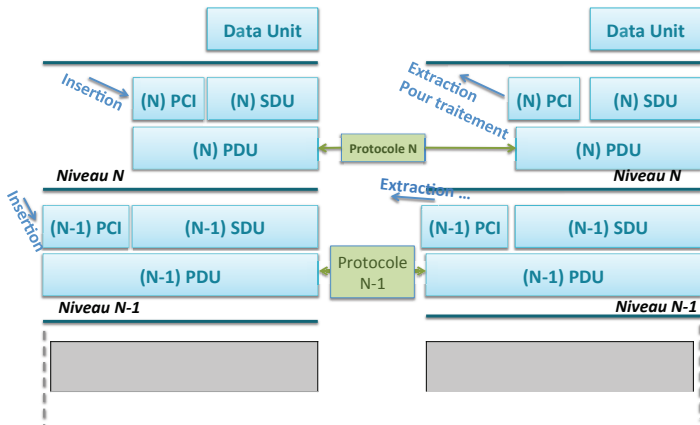 Data Unit
Data Unit
Insertion
(N) PCI
(N) SDU
Extraction
Pour traitement
(N) PCI
(N) SDU
(N) PDU
Protocole N
(N) PDU
Niveau N
Niveau N
Insertion
Extraction ...
(N-1) PCI
(N-1) SDU
(N-1) PCI
(N-1) SDU
(N-1) PDU
Protocole
N-1
(N-1) PDU
Niveau N-1
Niveau N-1